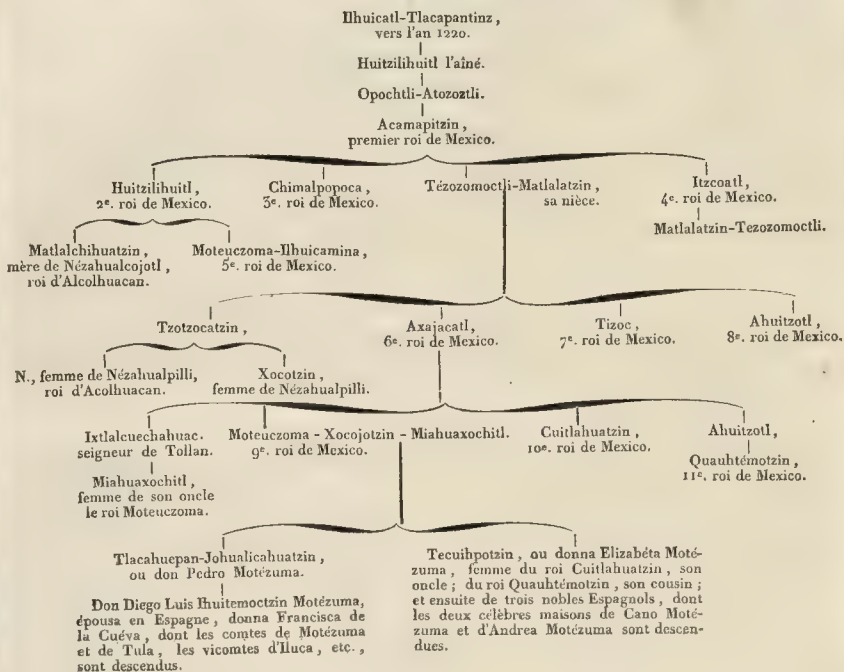 Ilhuicatl-Tlacapantinz,
vers l'an 1220.
Huitzilihuitl l'aîné.
Opochtli-Atozoztli.
Acamapitzin,
premier roi de Mexico.
Huitzilihuitl,
2e. roi de Mexico.
Chimalpopoca,
3e. roi de Mexico.
Tézozomoctli-Matlalatzin,
sa nièce.
Itzcoatl,
4e. roi de Mexico.
Matlalatzin-Tezozomoctli.
Matlalchihuatzin,
mère de Nézahualcojotl,
roi d'Alcolhuacan.
Moteuczoma-Ilhuicamina,
5e. roi de Mexico.
Tzotzocatzin,
Axajacatl,
6e. roi de Mexico.
Tizoc,
7e. roi de Mexico.
Ahuitzotl,
8e. roi de Mexico.
N., femme de Nézahualpilli,
roi d'Acolhuacan.
Xocotzin,
femme de Nézahualpilli.
Ixtlalcuechahuac.
seigneur de Tollan.
Moteuczoma - Xocojotzin - Miahuaxochitl.
9e. roi de Mexico.
Cuitlahuatzin,
10e. roi de Mexico.
Ahuitzotl,
Quauhtémotzin,
11e. roi de Mexico.
Miahuaxochitl,
femme de son oncle
le roi Moteuczoma.
Tlacahuepan-Johualicahuatzin,
ou don Pedro Motézuma.
Don Diego Luis Ihuitemoctzin Motézuma,
épousa en Espagne, donna Francisca de
la Cuéva, dont les comtes de Motézuma
et de Tula, les vicomtes d'Iluca, etc.,
sont descendus.
Tecuihpotzin, ou donna Elizabéta Moté-
zuma, femme du roi Cuitlahuatzin, son
oncle; du roi Quauhtémotzin, son cousin;
et ensuite de trois nobles Espagnols, dont
les deux célèbres maisons de Cano Moté-
zuma et d'Andrea Motézuma sont descen-
dues.